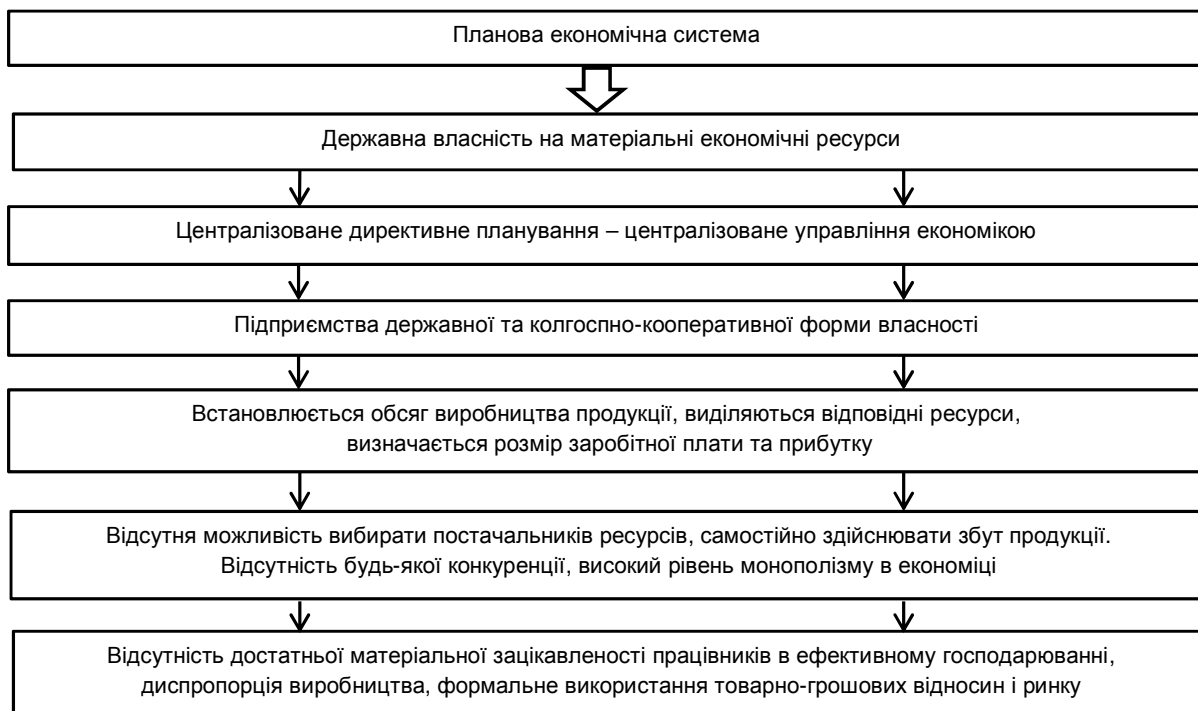 Планова економічна система
Державна власність на матеріальні економічні ресурси
Централізоване директивне планування – централізоване управління економікою
Підприємства державної та колгоспно-кооперативної форми власності
Встановлюється обсяг виробництва продукції, виділяються відповідні ресурси,
визначається розмір заробітної плати та прибутку
Відсутня можливість вибирати постачальників ресурсів, самостійно здійснювати збут продукції.
Відсутність будь-якої конкуренції, високий рівень монополізму в економіці
Відсутність достатньої матеріальної зацікавленості працівників в ефективному господарюванні,
диспропорція виробництва, формальне використання товарно-грошових відносин і ринку